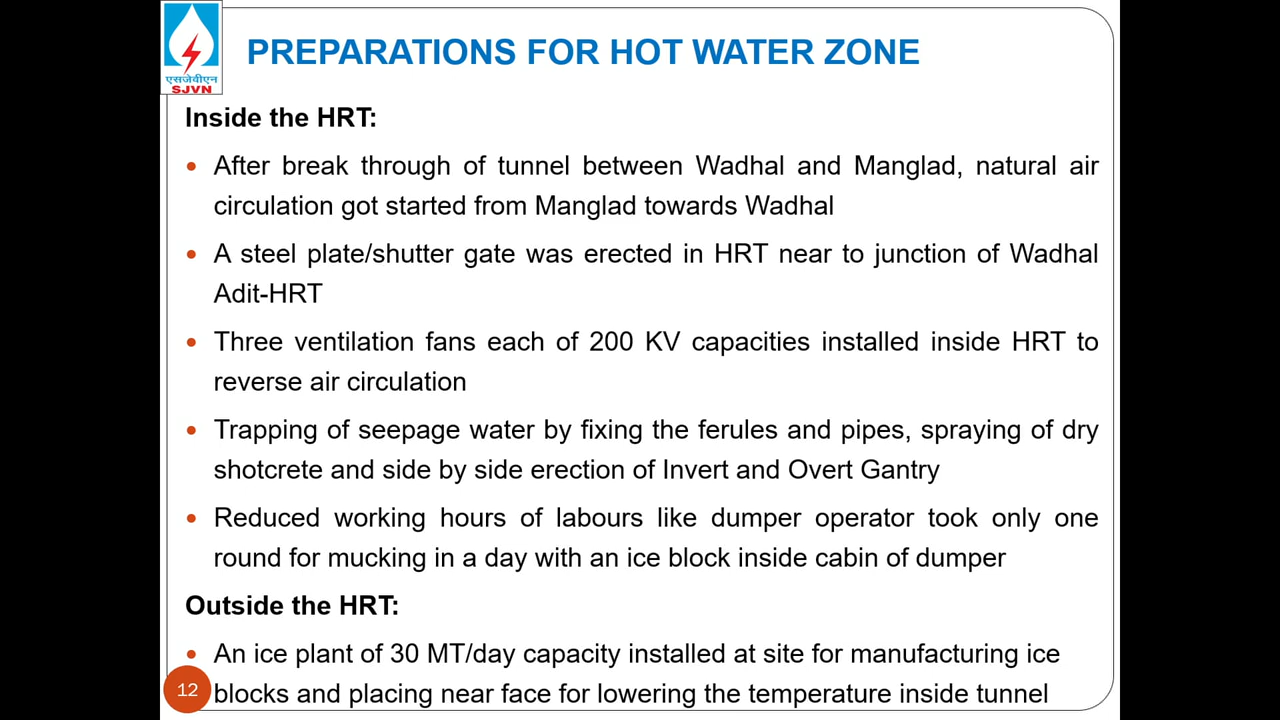 एसजेवीएन
SJVN
PREPARATIONS FOR HOT WATER ZONE
Inside the HRT:
• After break through of tunnel between Wadhal and Manglad, natural air
circulation got started from Manglad towards Wadhal
• A steel plate/shutter gate was erected in HRT near to junction of Wadhal
Adit-HRT
• Three ventilation fans each of 200 KV capacities installed inside HRT to
reverse air circulation
• Trapping of seepage water by fixing the ferules and pipes, spraying of dry
shotcrete and side by side erection of Invert and Overt Gantry
• Reduced working hours of labours like dumper operator took only one
round for mucking in a day with an ice block inside cabin of dumper
Outside the HRT:
• An ice plant of 30 MT/day capacity installed at site for manufacturing ice
blocks and placing near face for lowering the temperature inside tunnel
12